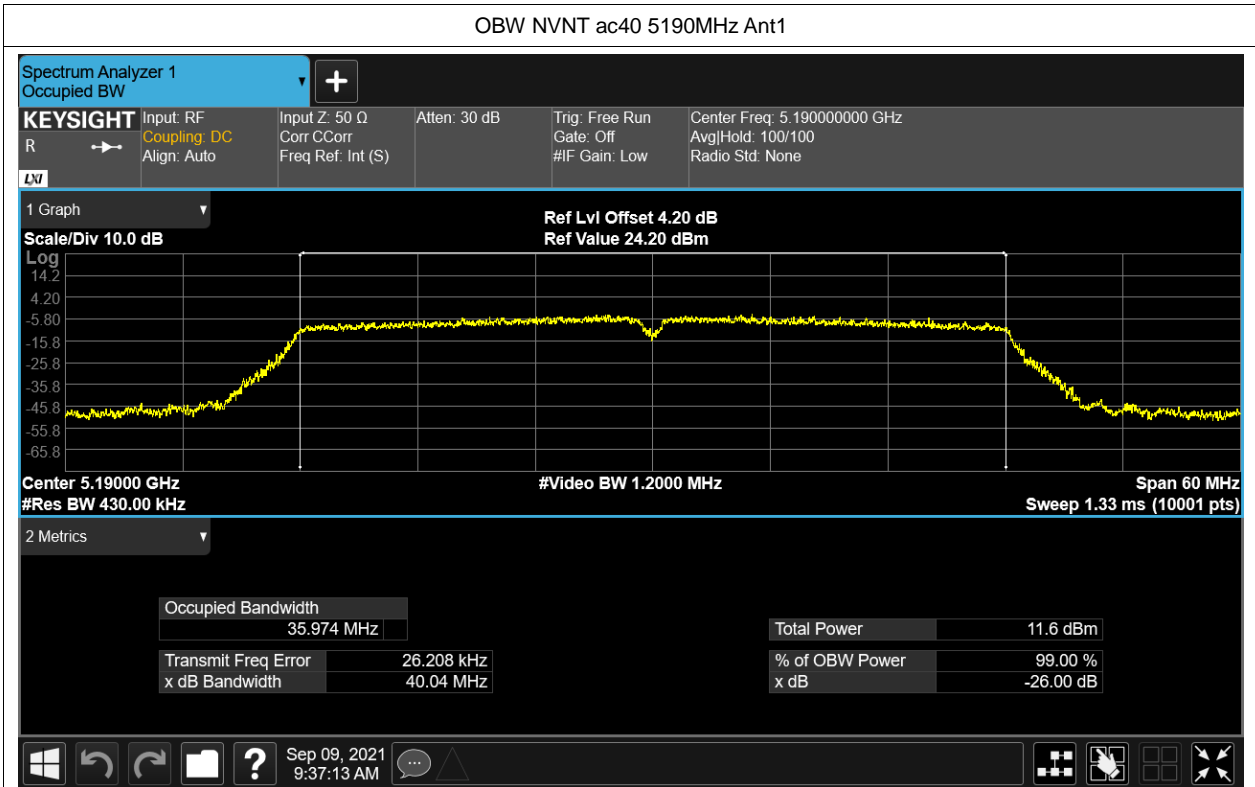 OBW NVNT ac40 5190MHz Ant1
Spectrum Analyzer 1
Occupied BW
KEYSIGHT
R
LXI
Input: RF
Coupling: DC
Align: Auto
Input Z: 50 Ω
Corr CCorr
Freq Ref: Int (S)
Atten: 30 dB
Trig: Free Run
Gate: Off
#IF Gain: Low
Center Freq: 5.190000000 GHz
Avg|Hold: 100/100
Radio Std: None
1 Graph
Scale/Div 10.0 dB
Ref Lvl Offset 4.20 dB
Ref Value 24.20 dBm
Log
14.2
4.20
-5.80
-15.8
-25.8
-35.8
-45.8
-55.8
-65.8
Center 5.19000 GHz
#Video BW 1.2000 MHz
Span 60 MHz
#Res BW 430.00 kHz
Sweep 1.33 ms (10001 pts)
2 Metrics
Occupied Bandwidth
35.974 MHz
Total Power 11.6 dBm
Transmit Freq Error 26.208 kHz
% of OBW Power 99.00 %
x dB Bandwidth 40.04 MHz
x dB -26.00 dB
?
Sep 09, 2021
9:37:13 AM